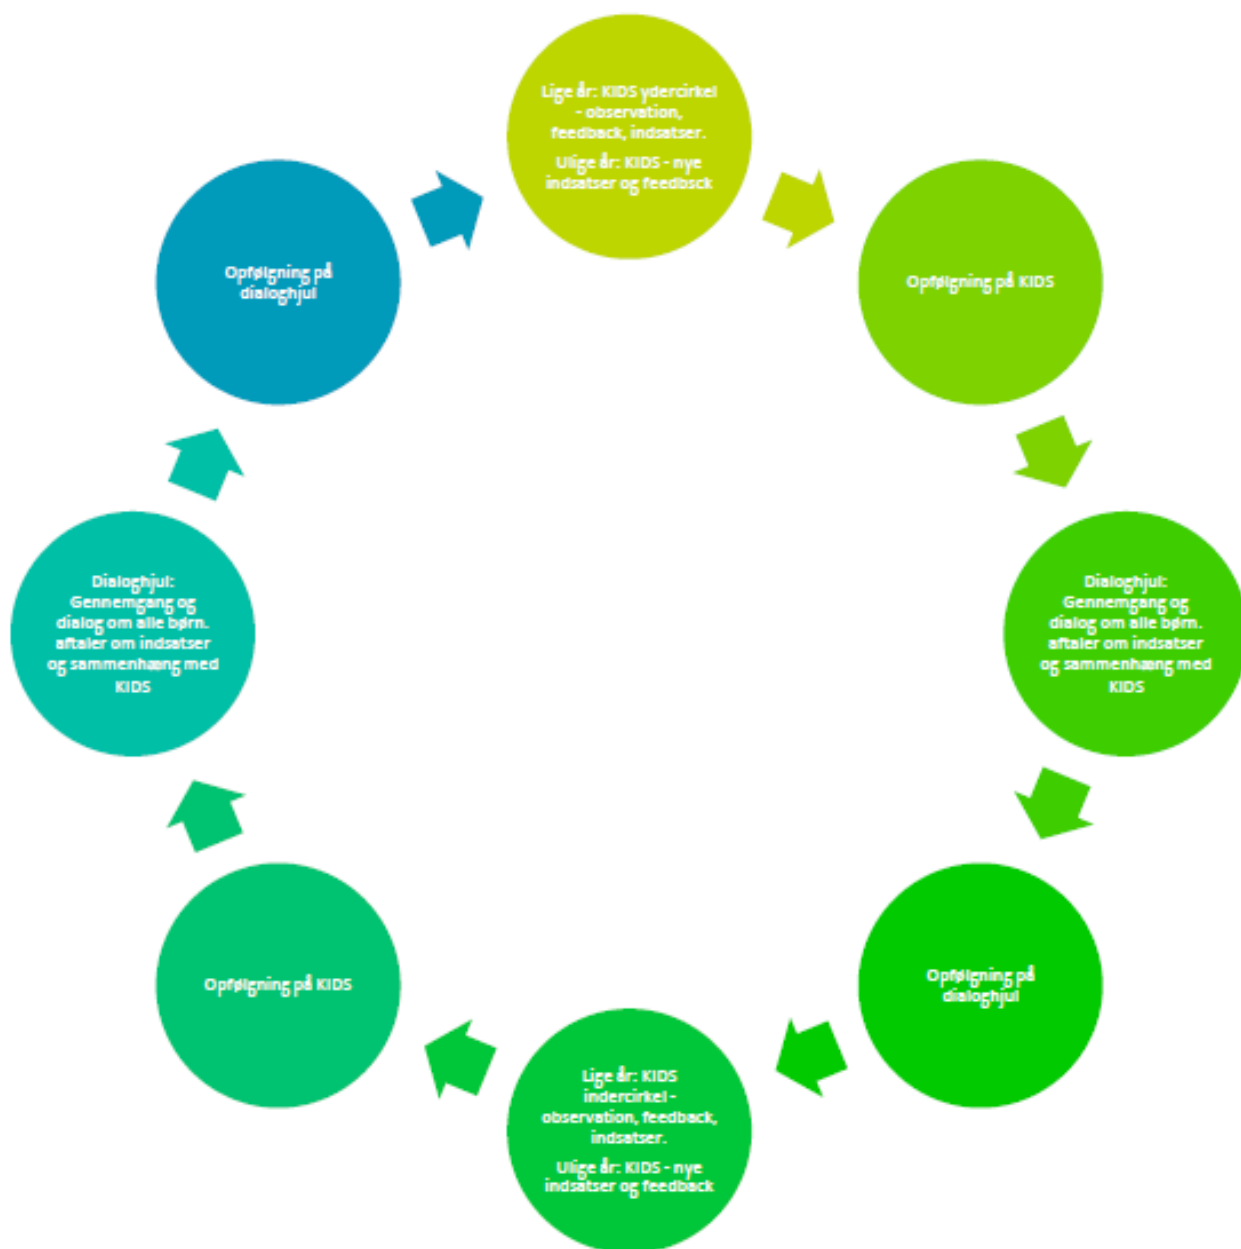 Lige år: KIDS ydercirkel
- observation,
feedback, indsatser.
Ulige år: KIDS - nye
indsatser og feedbsck
Opfølgning på KIDS
Dialoghjul:
Gennemgang og
dialog om alle børn.
aftaler om indsatser
og sammenhæng med
KIDS
Opfølgning på
dialoghjul
Lige år: KIDS
indercirkel -
observation, feedback,
indsatser.
Ulige år: KIDS - nye
indsatser og feedback
Opfølgning på KIDS
Dialoghjul:
Gennemgang og
dialog om alle børn.
aftaler om indsatser
og sammenhæng med
KIDS
Opfølgning på
dialoghjul